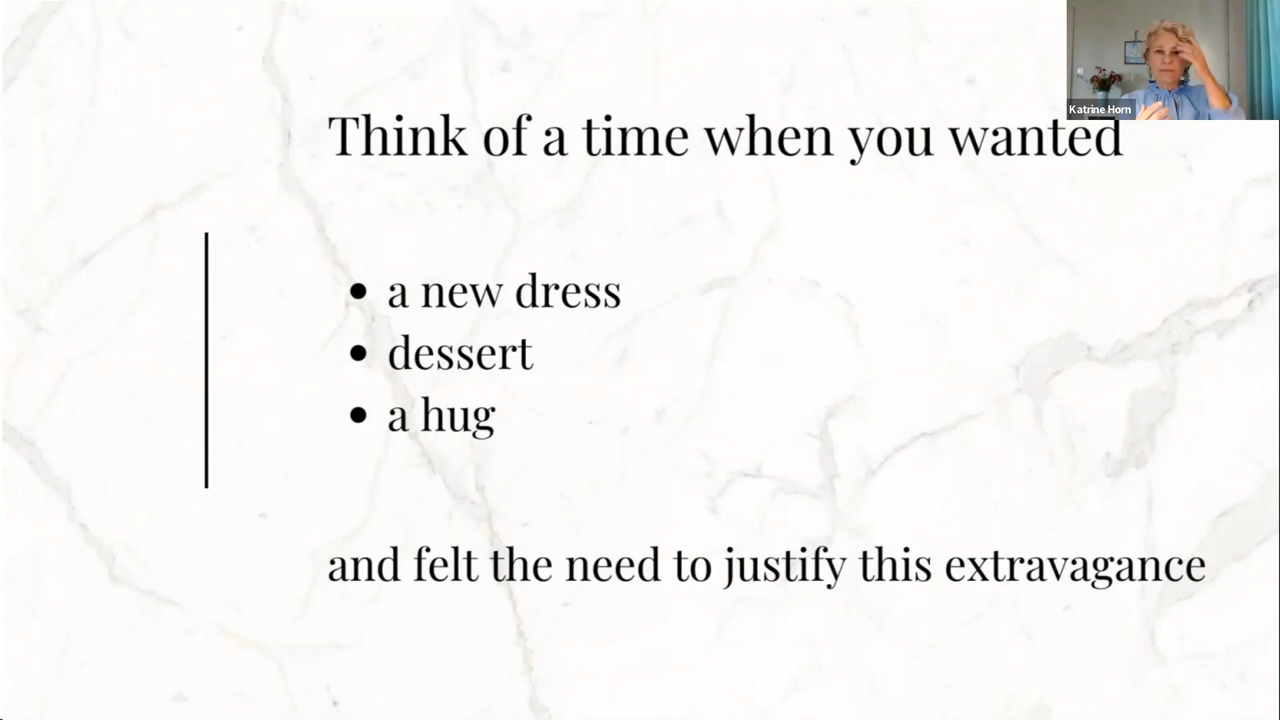 Katrine Horn
Think of a time when you wanted
• a new dress
• dessert
• a hug
and felt the need to justify this extravagance